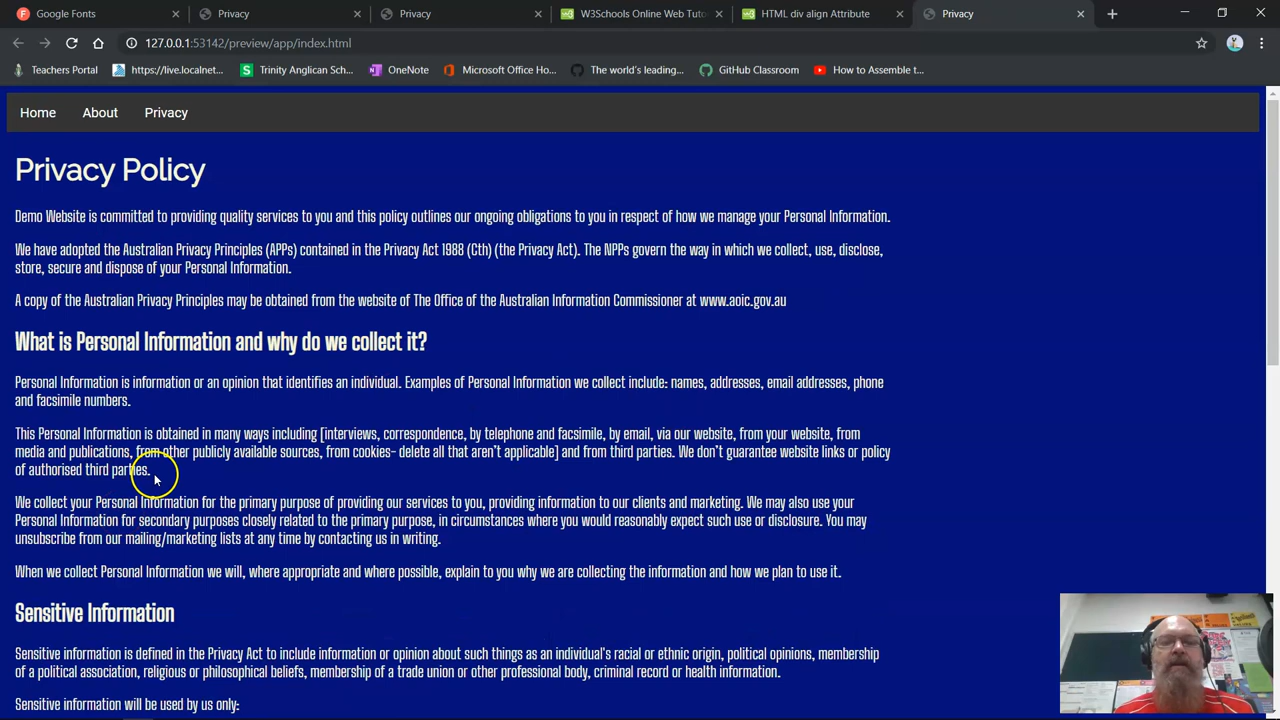 Google Fonts
Privacy
Privacy
W3Schools Online Web Tut
HTML div align Attribute
Privacy
127.0.0.1:53142/preview/app/index.html
Teachers Portal
https://live.localnet...
Trinity Anglican Sch...
OneNote
Microsoft Office Ho...
The world's leading...
GitHub Classroom
How to Assemble t...
Home About Privacy
Privacy Policy
Demo Website is committed to providing quality services to you and this policy outlines our ongoing obligations to you in respect of how we manage your Personal Information.
We have adopted the Australian Privacy Principles (APPs) contained in the Privacy Act 1988 (Cth) (the Privacy Act). The NPPs govern the way in which we collect, use, disclose,
store, secure and dispose of your Personal Information.
A copy of the Australian Privacy Principles may be obtained from the website of The Office of the Australian Information Commissioner at www.aoic.gov.au
What is Personal Information and why do we collect it?
Personal Information is information or an opinion that identifies an individual. Examples of Personal Information we collect include: names, addresses, email addresses, phone
and facsimile numbers.
This Personal Information is obtained in many ways including [interviews, correspondence, by telephone and facsimile, by email, via our website, from your website, from
media and publications, from other publicly available sources, from cookies- delete all that aren't applicable] and from third parties. We don't guarantee website links or policy
of authorised third parties.
We collect your Personal Information for the primary purpose of providing our services to you, providing information to our clients and marketing. We may also use your
Personal Information for secondary purposes closely related to the primary purpose, in circumstances where you would reasonably expect such use or disclosure. You may
unsubscribe from our mailing/marketing lists at any time by contacting us in writing.
When we collect Personal Information we will, where appropriate and where possible, explain to you why we are collecting the information and how we plan to use it.
Sensitive Information
Sensitive information is defined in the Privacy Act to include information or opinion about such things as an individual's racial or ethnic origin, political opinions, membership
of a political association, religious or philosophical beliefs, membership of a trade union or other professional body, criminal record or health information.
Sensitive information will be used by us only: